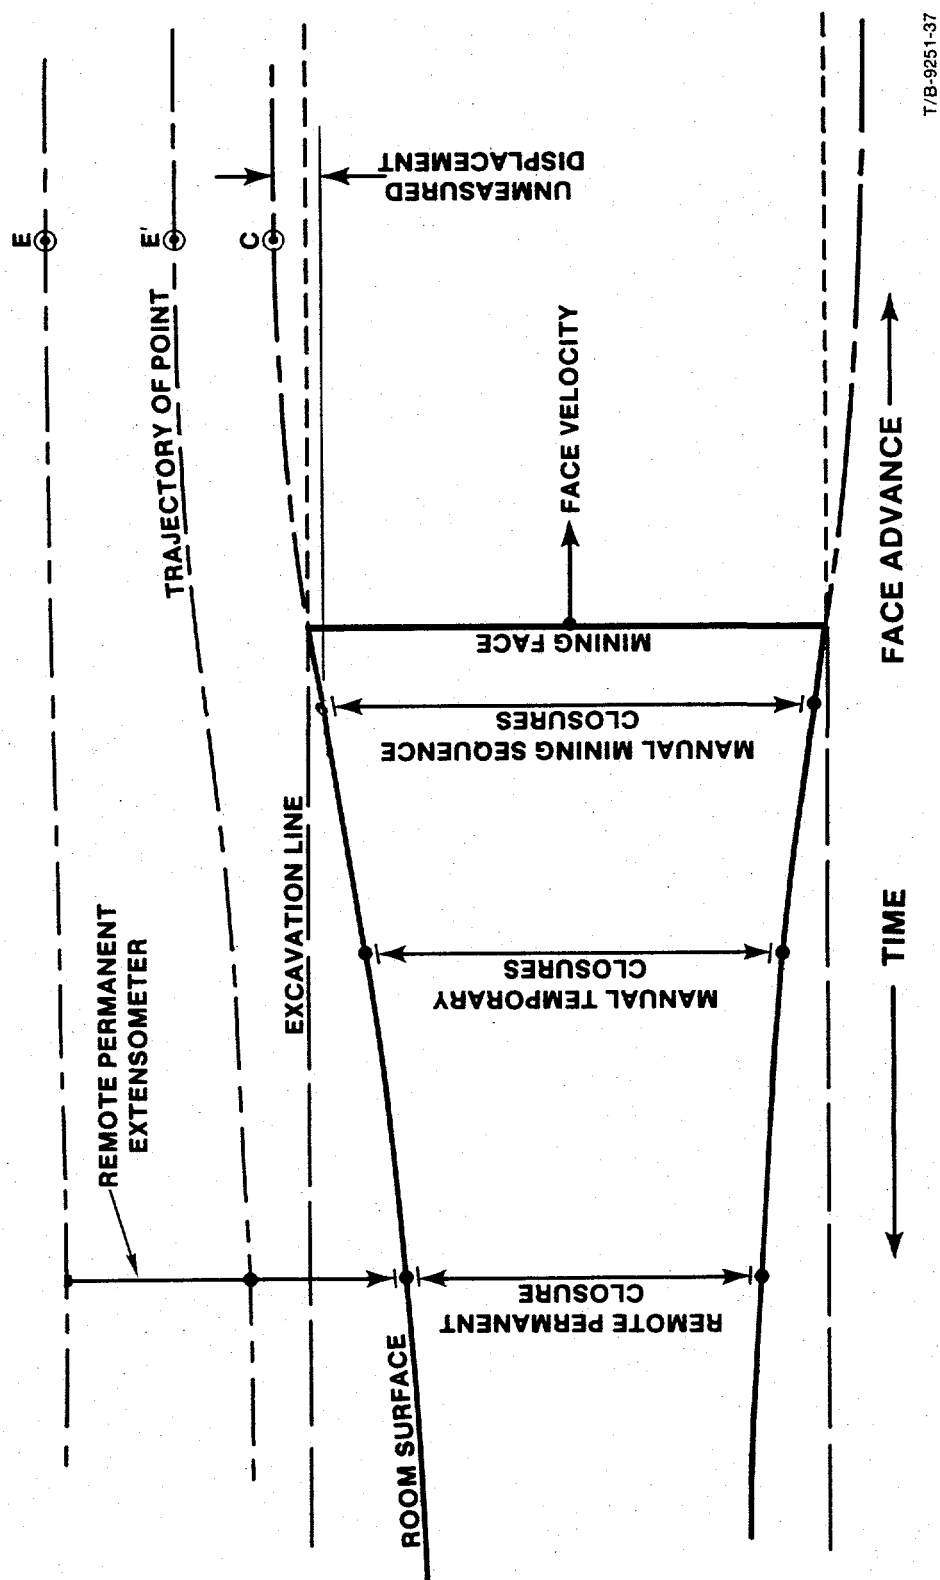 E
E'
C
TRAJECTORY OF POINT
UNMEASURED
DISPLACEMENT
REMOTE PERMANENT
EXTENSOMETER
EXCAVATION LINE
FACE VELOCITY
MINING FACE
MANUAL MINING SEQUENCE
CLOSURES
MANUAL TEMPORARY
CLOSURES
REMOTE PERMANENT
CLOSURE
ROOM SURFACE
TIME
FACE ADVANCE
T/B-9251-37